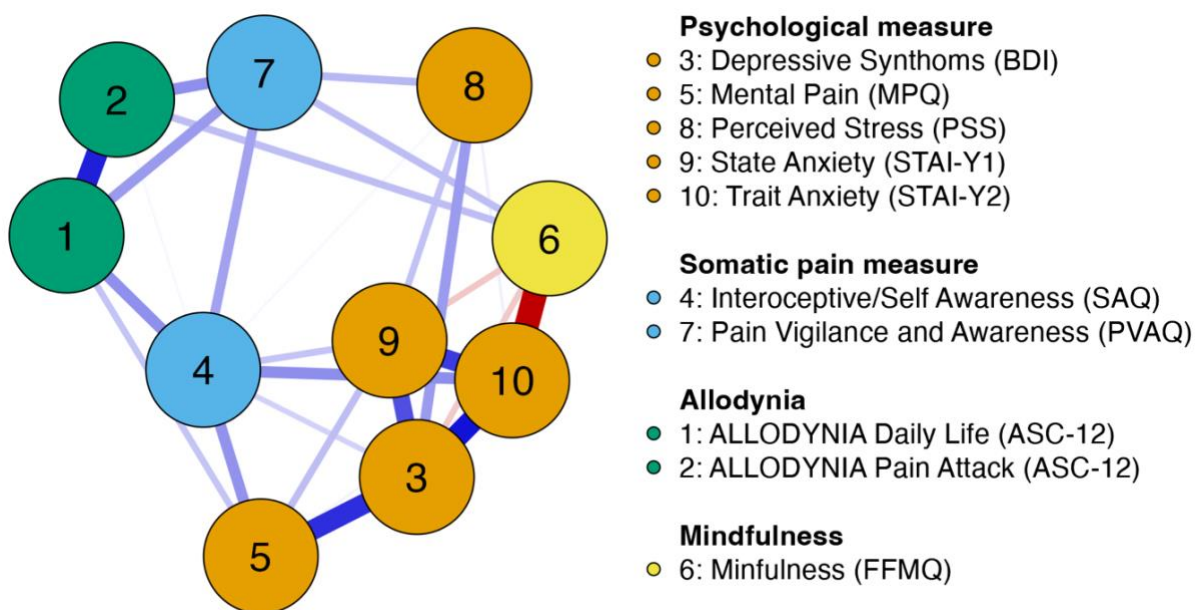 2
7
8
1
6
4
9
10
3
5
Psychological measure
3: Depressive Synthoms (BDI)
5: Mental Pain (MPQ)
8: Perceived Stress (PSS)
9: State Anxiety (STAI-Y1)
10: Trait Anxiety (STAI-Y2)
Somatic pain measure
4: Interoceptive/Self Awareness (SAQ)
7: Pain Vigilance and Awareness (PVAQ)
Allodynia
1: ALLODYNIA Daily Life (ASC-12)
2: ALLODYNIA Pain Attack (ASC-12)
Mindfulness
6: Minfulness (FFMQ)